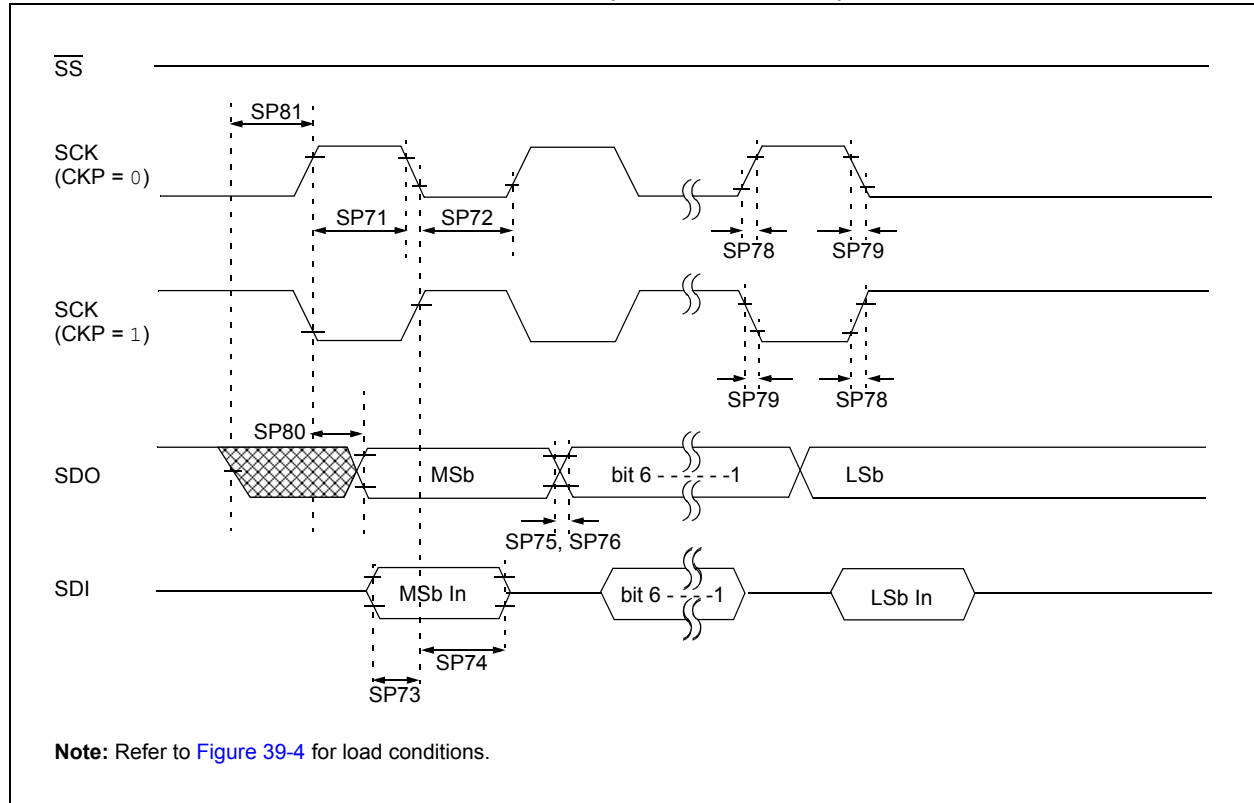 SS
SP81
SCK
(CKP = 0)
SP71
SP72
SP78
SP79
SCK
(CKP = 1)
SP79
SP78
SP80
SDO
MSb
bit 6 - - - - - -1
LSb
SP75, SP76
SDI
MSb In
bit 6 - - - -1
LSb In
SP74
SP73
Note: Refer to Figure 39-4 for load conditions.